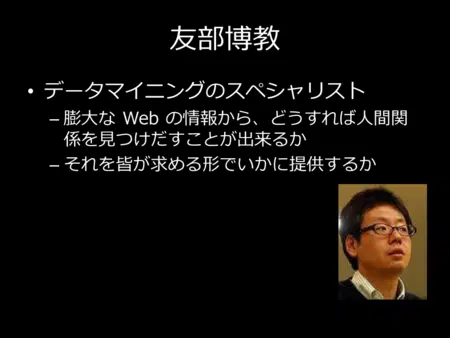 友部博教
• データマイニングのスペシャリスト
– 膨大な Web の情報から、どうすれば人間関
係を見つけだすことが出来るか
– それを皆が求める形でいかに提供するか